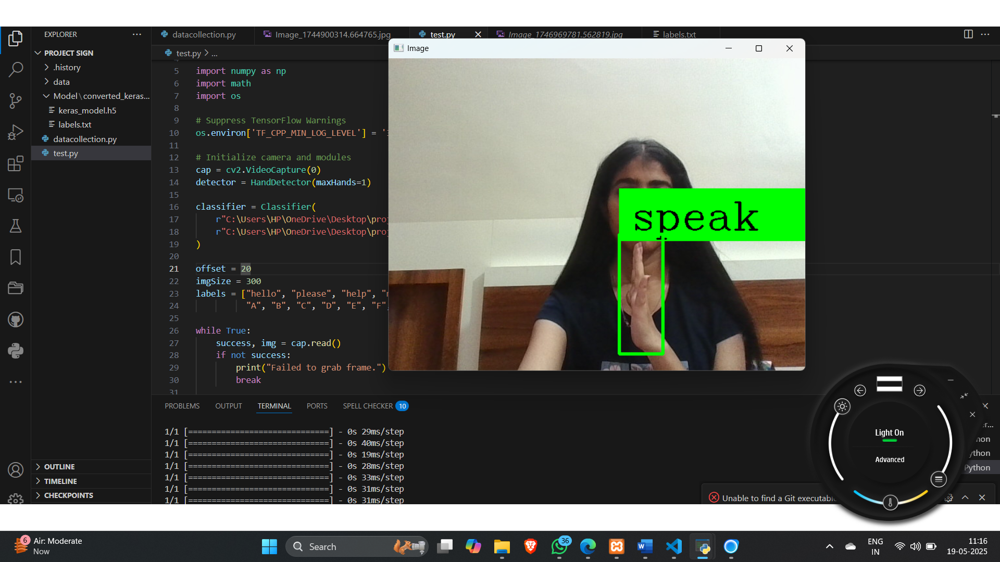 EXPLORER
PROJECT SIGN
.history
data
Model\converted_keras...
keras_model.h5
labels.txt
datacollection.py
test.py
OUTLINE
TIMELINE
CHECKPOINTS
datacollection.py
Image_1744900314.664765.jpg
test.py
Image_1746969781.562819.jpg
labels.txt
test.py > ...
5 import numpy as np
6 import math
7 import os
8
9 # Suppress TensorFlow Warnings
10 os.environ['TF_CPP_MIN_LOG_LEVEL'] = '3
11
12 # Initialize camera and modules
13 cap = cv2.VideoCapture(0)
14 detector = HandDetector(maxHands=1)
15
16 classifier = Classifier(
17 r"C:\Users\HP\OneDrive\Desktop\proj
18 r"C:\Users\HP\OneDrive\Desktop\proj
19 )
20
21 offset = 20
22 imgSize = 300
23 labels = ["hello", "please", "help", "
24 "A", "B", "C", "D", "E", "F",
25
26 while True:
27 success, img = cap.read()
28 if not success:
29 print("Failed to grab frame.")
30 break
31
Image
speak
PROBLEMS
OUTPUT
TERMINAL
PORTS
SPELL CHECKER 10
1/1 [==============================] - 0s 29ms/step
1/1 [==============================] - 0s 40ms/step
1/1 [==============================] - 0s 19ms/step
1/1 [==============================] - 0s 28ms/step
1/1 [==============================] - 0s 33ms/step
1/1 [==============================] - 0s 31ms/step
1/1 [==============================] - 0s 31ms/step
Python
Unable to find a Git executable
Light On
Advanced
6
Air: Moderate
Now
Search
36
ENG
IN
11:16
19-05-2025